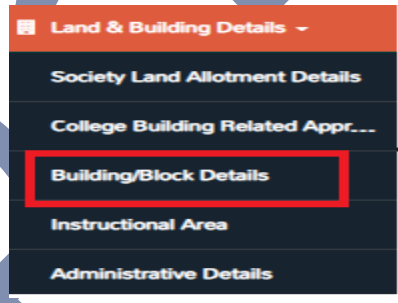 Land & Building Details
Society Land Allotment Details
College Building Related Appr....
Building/Block Details
Instructional Area
Administrative Details